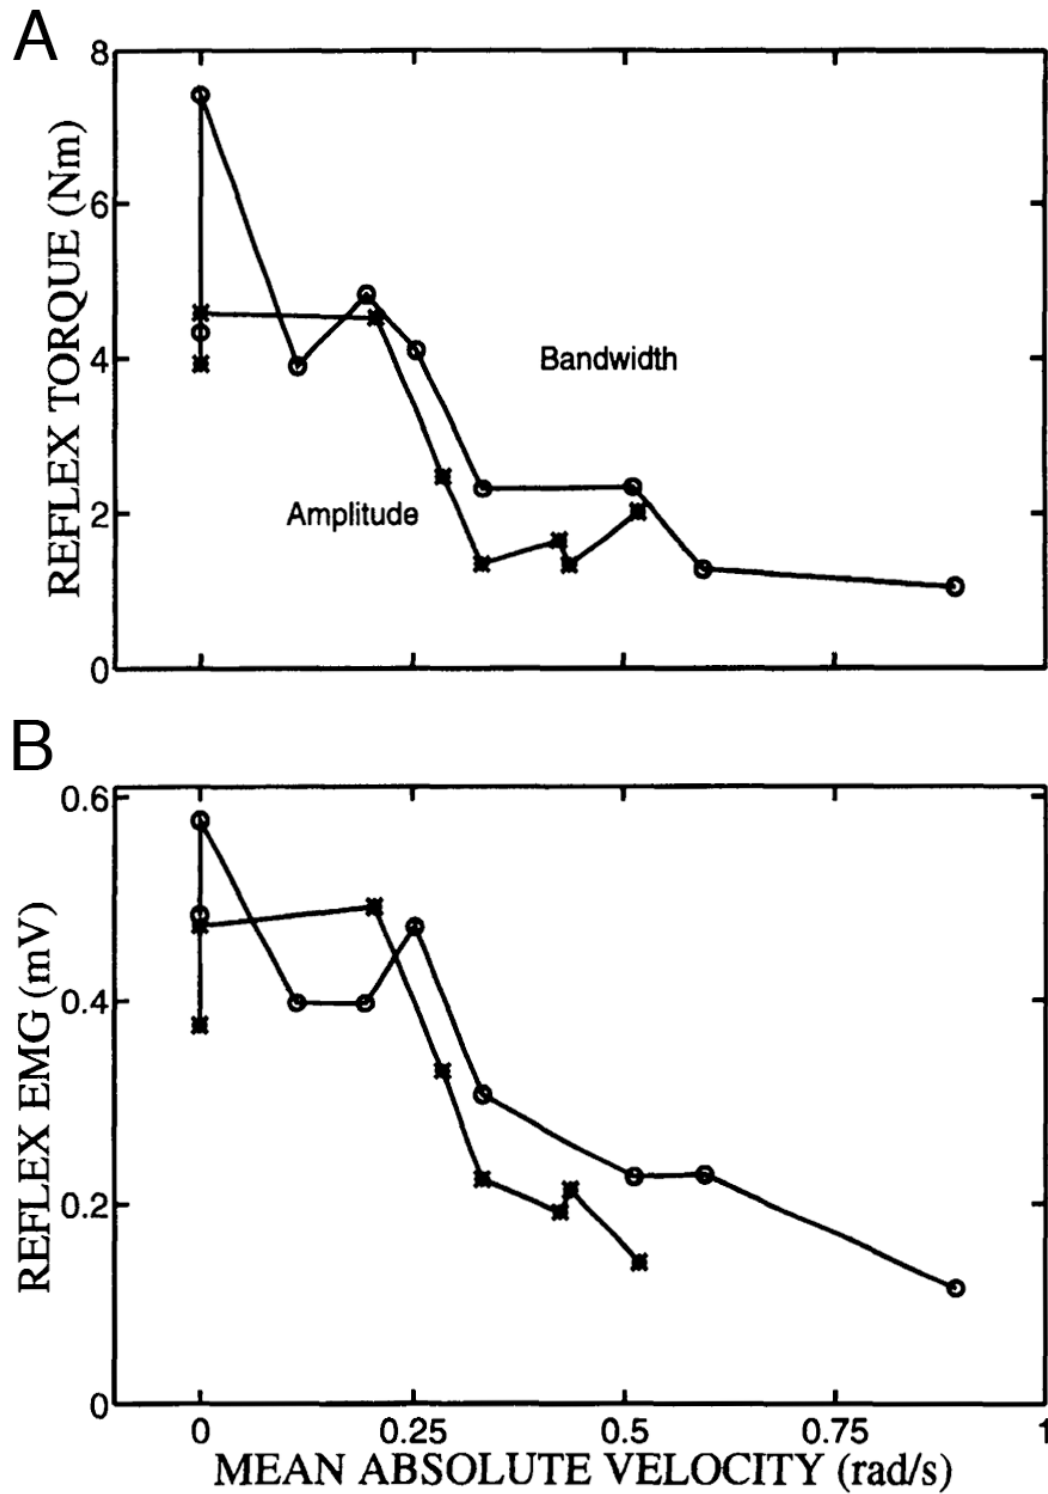 A
8
6
4
2
0
REFLEX TORQUE (Nm)
Bandwidth
Amplitude
B
0.6
0.4
0.2
0
REFLEX EMG (mV)
0 0.25 0.5 0.75 1
MEAN ABSOLUTE VELOCITY (rad/s)